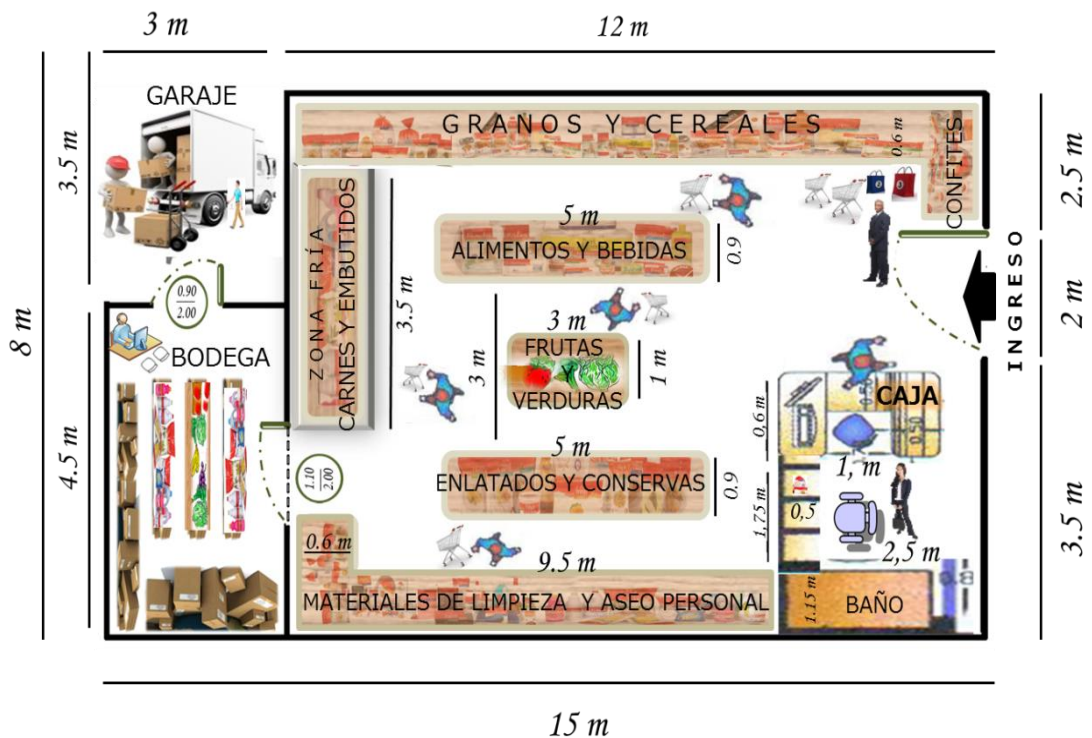 3 m
12 m
GARAJE
GRANOS Y CEREALES
0.6 m
CONFITES
3.5 m
2.5 m
ZONA FRÍA
CARNES Y EMBUTIDOS
3.5 m
5 m
ALIMENTOS Y BEBIDAS
0.9
INGRESO
2 m
8 m
0.90
2.00
BODEGA
3 m
3 m
FRUTAS
Y
VERDURAS
1 m
CAJA
0,6 m
0.50
4.5 m
5 m
ENLATADOS Y CONSERVAS
0.9
1.10
2.00
1, m
1,75 m
0,5
2,5 m
3.5 m
0.6 m
9.5 m
MATERIALES DE LIMPIEZA Y ASEO PERSONAL
1.15 m
BAÑO
15 m